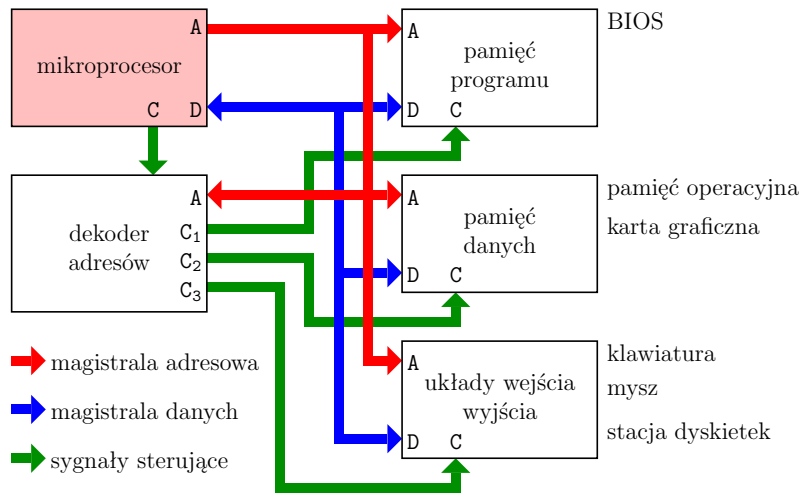 A
mikroprocesor
C D
A
pamięć
programu
D C
BIOS
A
dekoder
adresów
C₁
C₂
C₃
A
pamięć
danych
D C
pamięć operacyjna
karta graficzna
A
układy wejścia
wyjścia
D C
klawiatura
mysz
stacja dyskietek
magistrala adresowa
magistrala danych
sygnały sterujące